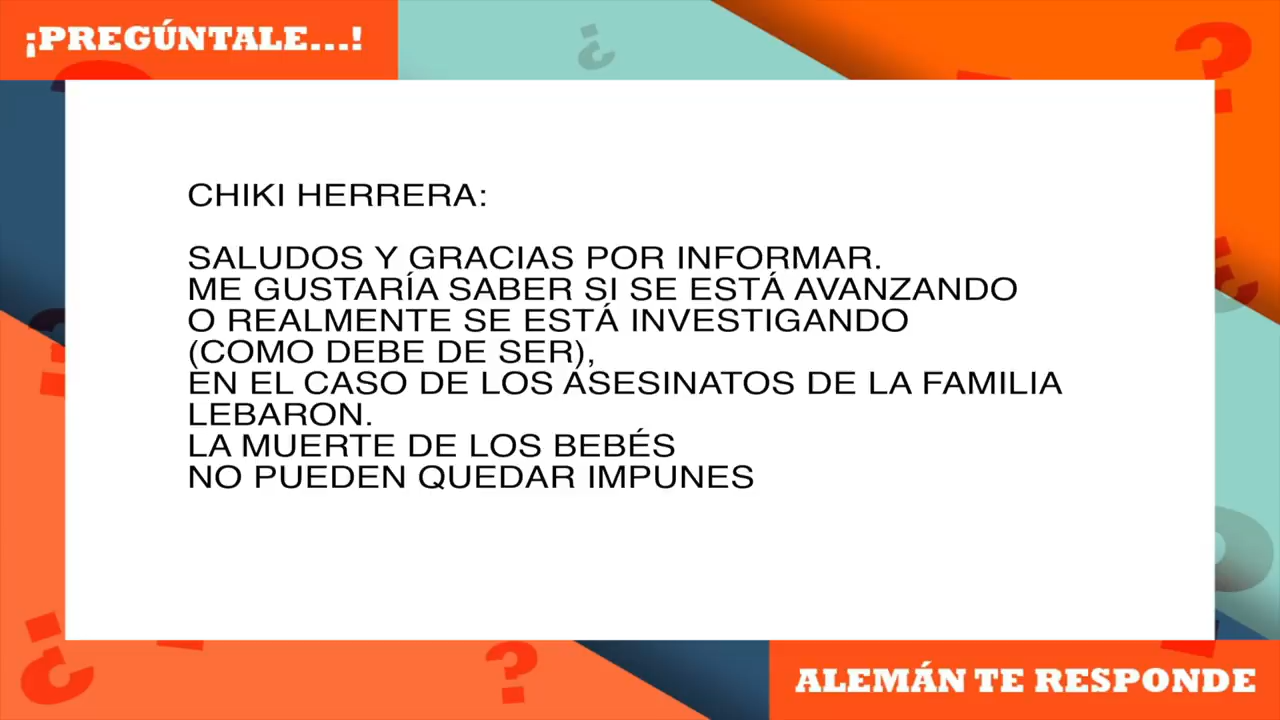 ¡PREGÚNTALE...!
CHIKI HERRERA:
SALUDOS Y GRACIAS POR INFORMAR.
ME GUSTARÍA SABER SI SE ESTÁ AVANZANDO
O REALMENTE SE ESTÁ INVESTIGANDO
(COMO DEBE DE SER),
EN EL CASO DE LOS ASESINATOS DE LA FAMILIA
LEBARON.
LA MUERTE DE LOS BEBÉS
NO PUEDEN QUEDAR IMPUNES
ALEMÁN TE RESPONDE